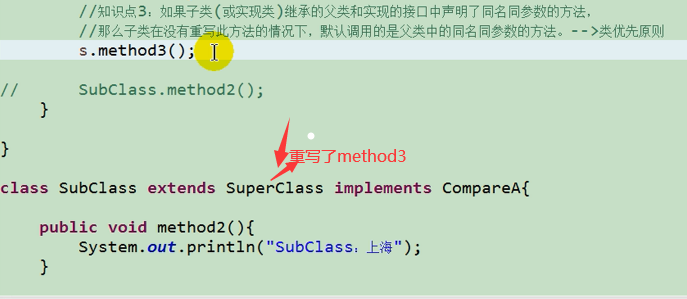 //知识点3：如果子类(或实现类)继承的父类和实现的接口中声明了同名同参数的方法，
//那么子类在没有重写此方法的情况下，默认调用的是父类中的同名同参数的方法。-->类优先原则
s.method3();
// SubClass.method2();
}
}
重写了method3
class SubClass extends SuperClass implements CompareA{
public void method2(){
System.out.println("SubClass：上海");
}